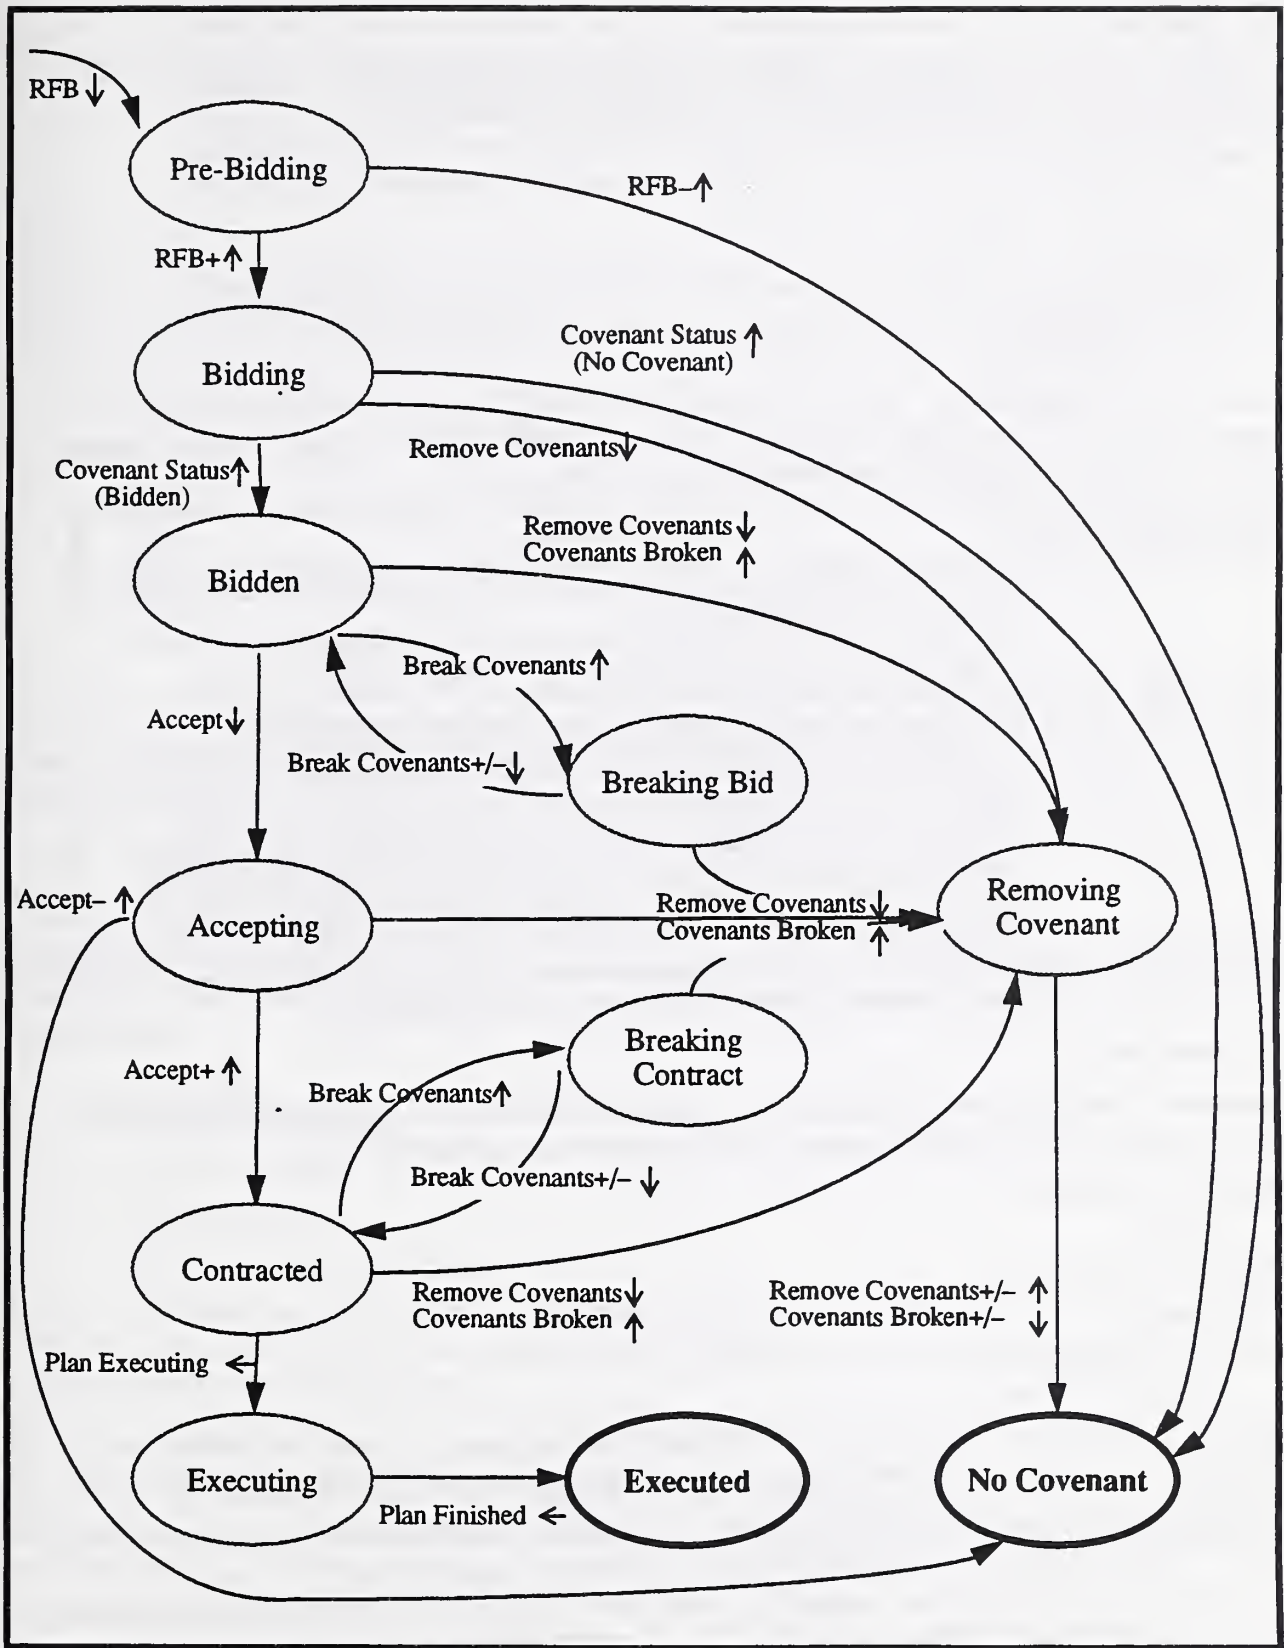 RFB ↓
Pre-Bidding
RFB–↑
RFB+↑
Covenant Status ↑
(No Covenant)
Bidding
Remove Covenants↓
Covenant Status↑
(Bidden)
Remove Covenants↓
Covenants Broken ↑
Bidden
Break Covenants↑
Accept↓
Break Covenants+/–↓
Breaking Bid
Accept– ↑
Accepting
Remove Covenants↓
Covenants Broken ↑
Removing
Covenant
Breaking
Contract
Accept+ ↑
Break Covenants↑
Break Covenants+/– ↓
Contracted
Remove Covenants↓
Covenants Broken ↑
Remove Covenants+/– ↑
Covenants Broken+/– ↓
Plan Executing ←
Executing
Executed
No Covenant
Plan Finished ←